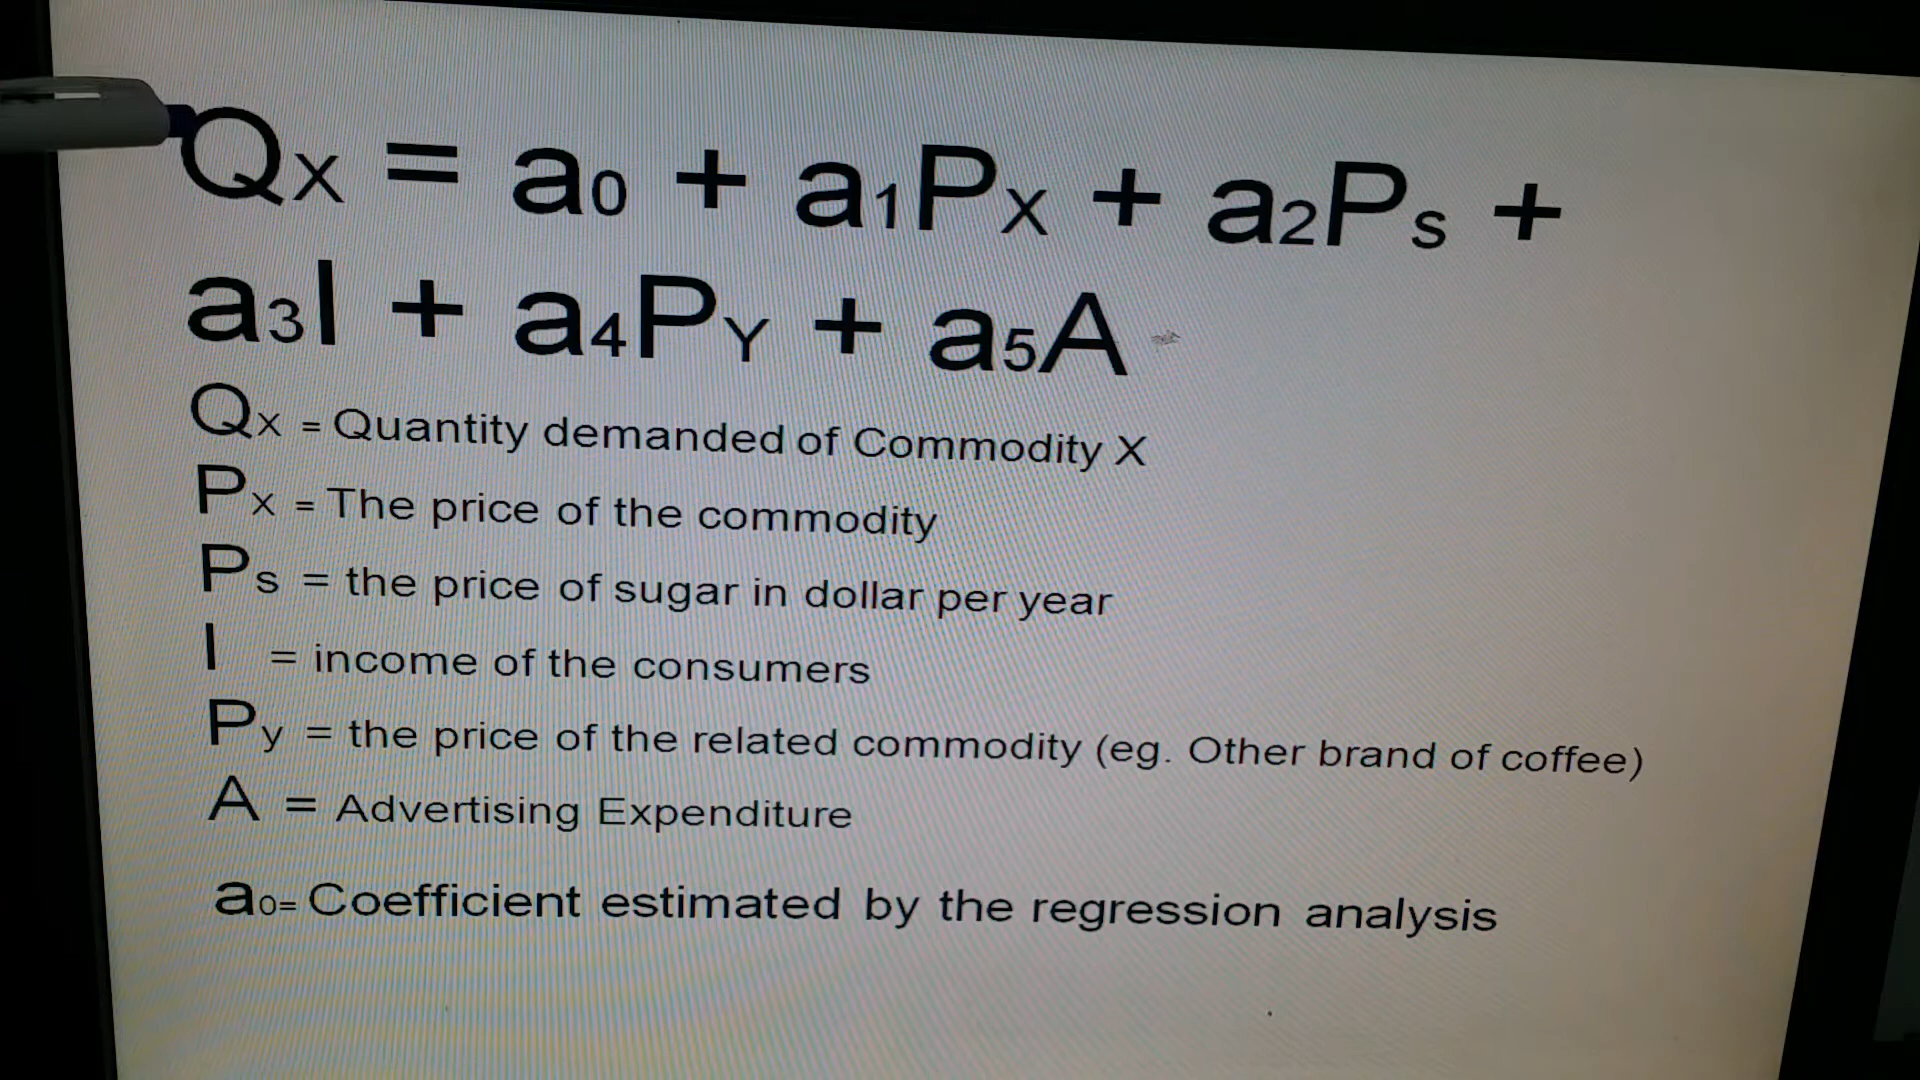 Qx = a0 + a1Px + a2Ps +
a3I + a4PY + a5A
Qx = Quantity demanded of Commodity X
Px = The price of the commodity
Ps = the price of sugar in dollar per year
I = income of the consumers
Py = the price of the related commodity (eg. Other brand of coffee)
A = Advertising Expenditure
a0= Coefficient estimated by the regression analysis